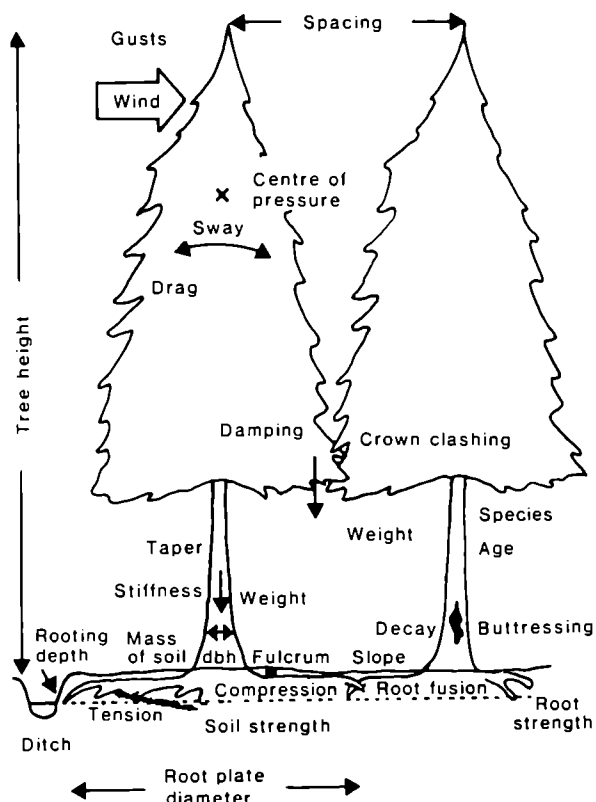 Spacing
Gusts
Wind
Centre of
pressure
Sway
Drag
Tree height
Damping
Crown clashing
Species
Weight
Age
Taper
Stiffness
Weight
Decay
Buttressing
Rooting
depth
Mass
of soil
dbh
Fulcrum
Slope
Compression
Root fusion
Tension
Soil strength
Root
strength
Ditch
Root plate
diameter